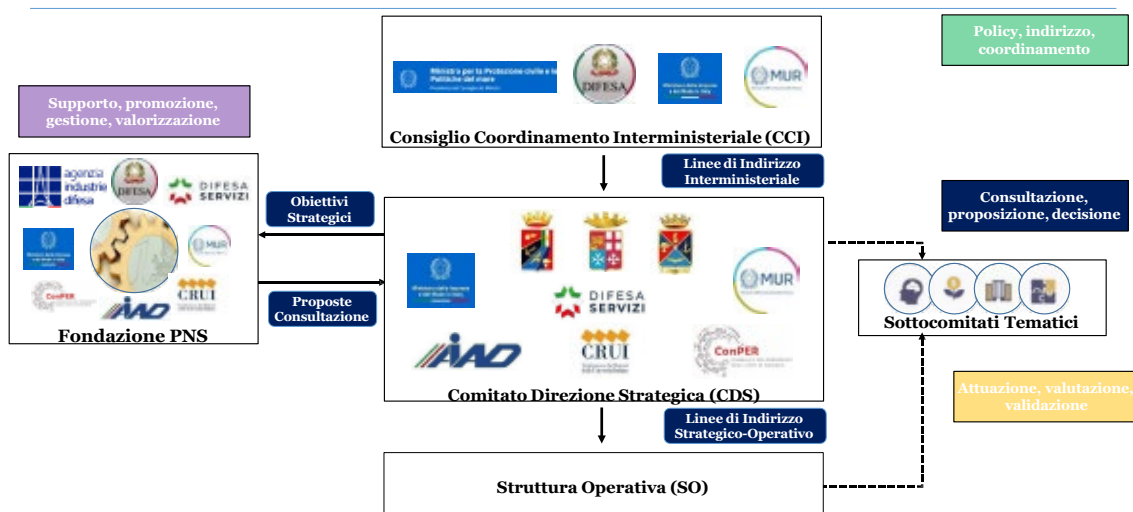 Policy, indirizzo,
coordinamento
Ministro per la Protezione civile e le
Politiche del mare
DIFESA
MUR
Consiglio Coordinamento Interministeriale (CCI)
Supporto, promozione,
gestione, valorizzazione
Linee di Indirizzo
Interministeriale
agenzia
industrie
difesa
DIFESA
DIFESA
SERVIZI
MUR
ConPER
AIAD
CRUI
Fondazione PNS
Obiettivi
Strategici
Proposte
Consultazione
MUR
DIFESA
SERVIZI
AIAD
CRUI
ConPER
Comitato Direzione Strategica (CDS)
Consultazione,
proposizione, decisione
Sottocomitati Tematici
Attuazione, valutazione,
validazione
Linee di Indirizzo
Strategico-Operativo
Struttura Operativa (SO)